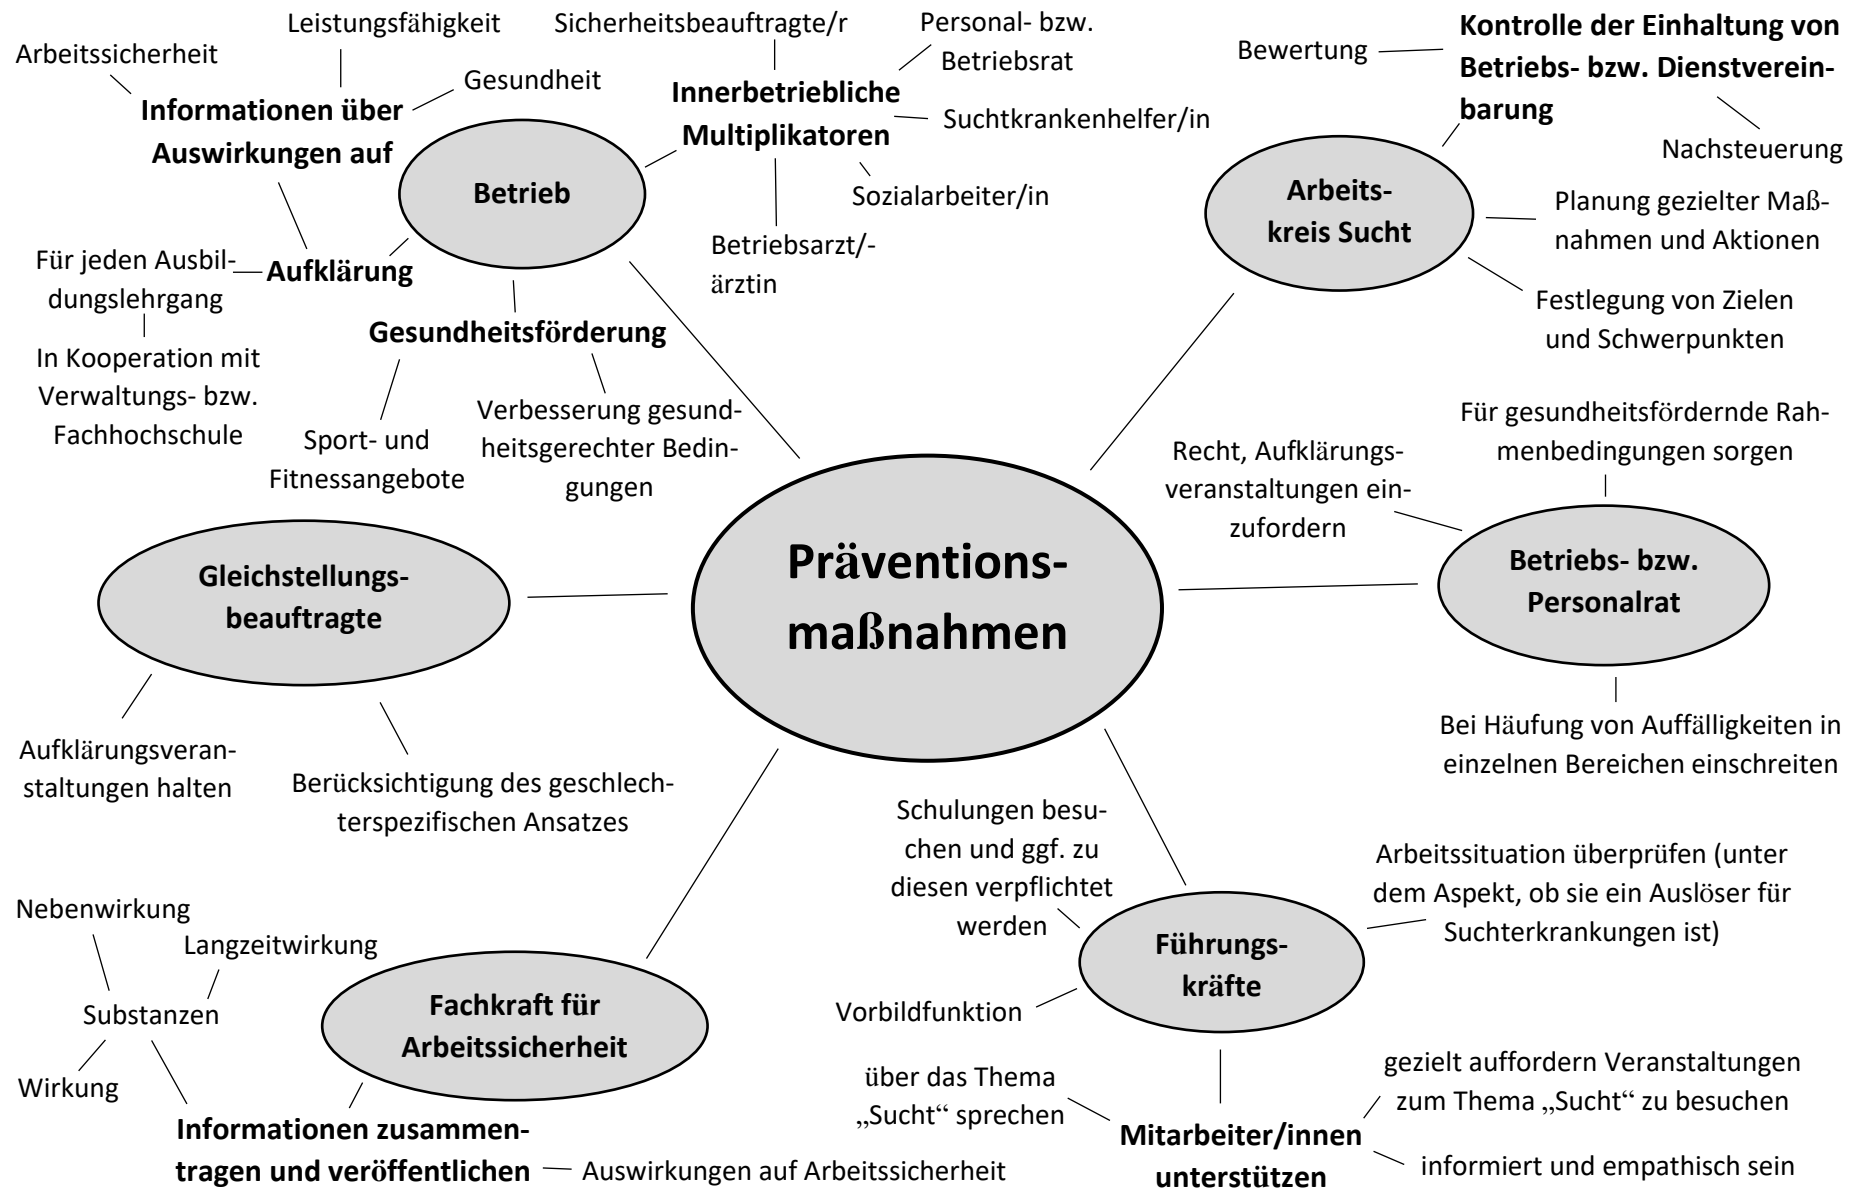 Leistungsfähigkeit
Arbeitssicherheit
Gesundheit
Informationen über
Auswirkungen auf
Sicherheitsbeauftragte/r
Personal- bzw.
Betriebsrat
Innerbetriebliche
Multiplikatoren
Suchtkrankenhelfer/in
Sozialarbeiter/in
Betriebsarzt/-
ärztin
Betrieb
Aufklärung
Für jeden Ausbil-
dungslehrgang
In Kooperation mit
Verwaltungs- bzw.
Fachhochschule
Gesundheitsförderung
Sport- und
Fitnessangebote
Verbesserung gesund-
heitsgerechter Bedin-
gungen
Bewertung
Kontrolle der Einhaltung von
Betriebs- bzw. Dienstverein-
barung
Nachsteuerung
Arbeits-
kreis Sucht
Planung gezielter Maß-
nahmen und Aktionen
Festlegung von Zielen
und Schwerpunkten
Für gesundheitsfördernde Rah-
menbedingungen sorgen
Recht, Aufklärungs-
veranstaltungen ein-
zufordern
Betriebs- bzw.
Personalrat
Bei Häufung von Auffälligkeiten in
einzelnen Bereichen einschreiten
Präventions-
maßnahmen
Gleichstellungs-
beauftragte
Aufklärungsveran-
staltungen halten
Berücksichtigung des geschlech-
terspezifischen Ansatzes
Nebenwirkung
Langzeitwirkung
Substanzen
Wirkung
Fachkraft für
Arbeitssicherheit
Informationen zusammen-
tragen und veröffentlichen
Auswirkungen auf Arbeitssicherheit
Schulungen besu-
chen und ggf. zu
diesen verpflichtet
werden
Arbeitssituation überprüfen (unter
dem Aspekt, ob sie ein Auslöser für
Suchterkrankungen ist)
Führungs-
kräfte
Vorbildfunktion
über das Thema
„Sucht“ sprechen
gezielt auffordern Veranstaltungen
zum Thema „Sucht“ zu besuchen
Mitarbeiter/innen
unterstützen
informiert und empathisch sein